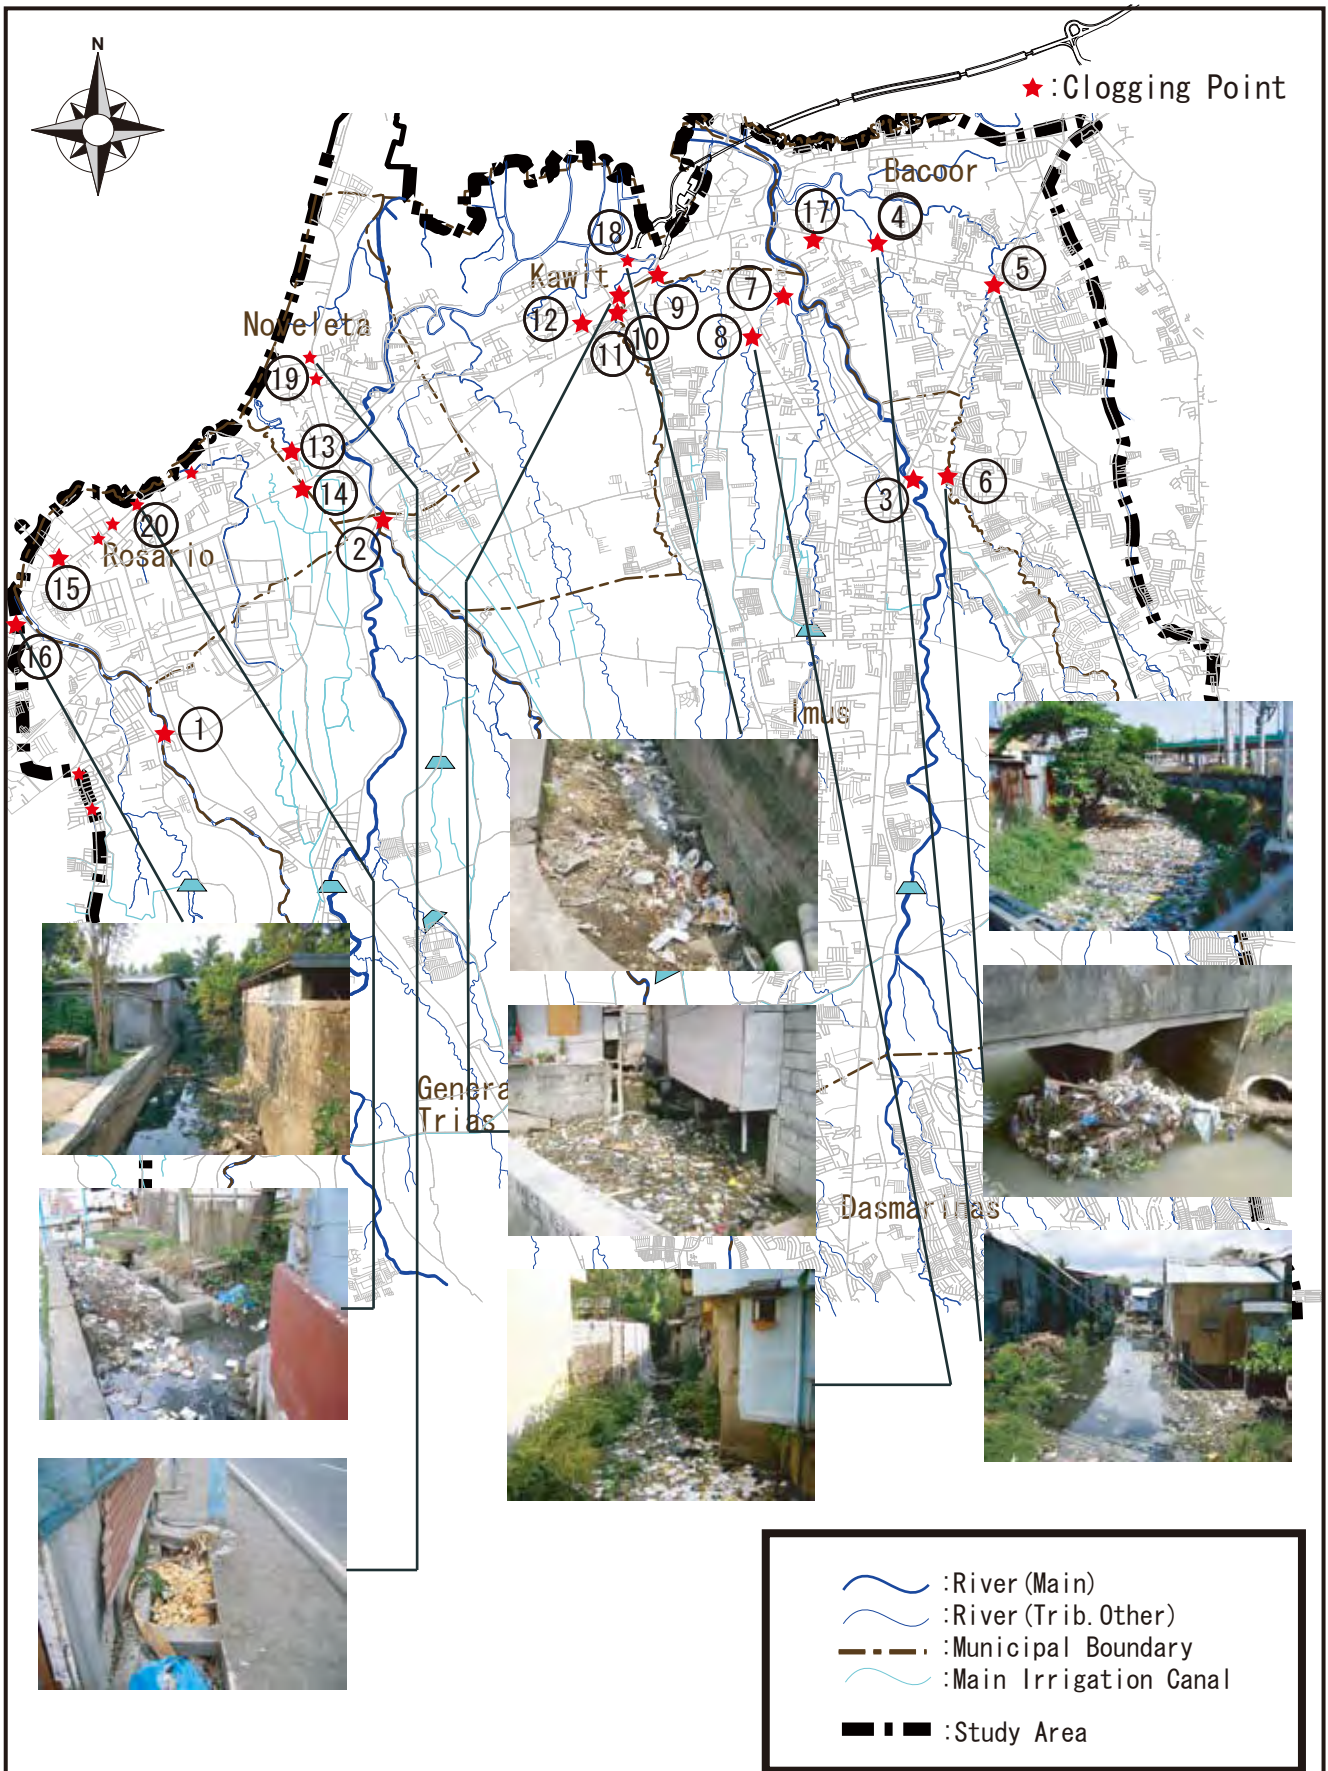 N
★:Clogging Point
Bacoor
17
4
18
5
Kawit
7
9
12
Noveleta
10
8
11
19
13
6
14
3
20
2
Rosario
15
16
Imus
1
General
Trias
Dasmarinas
:River(Main)
:River(Trib.Other)
:Municipal Boundary
:Main Irrigation Canal
:Study Area